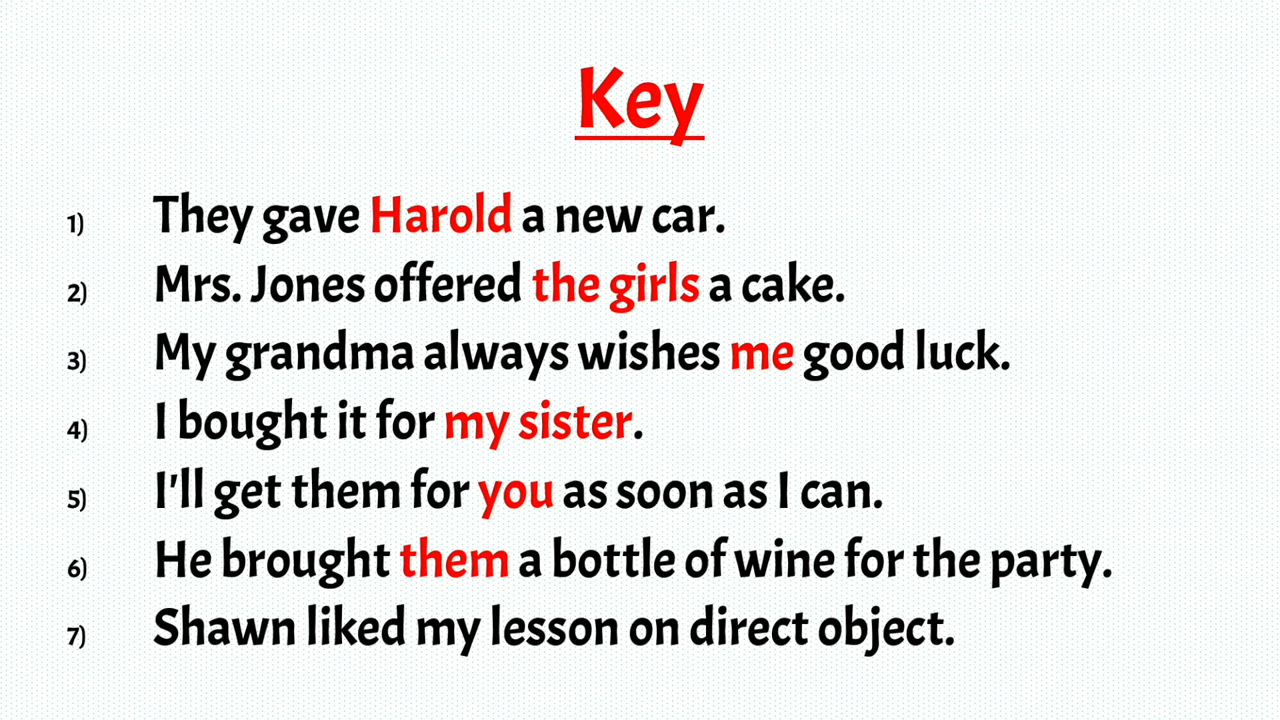 Key
1) They gave Harold a new car.
2) Mrs. Jones offered the girls a cake.
3) My grandma always wishes me good luck.
4) I bought it for my sister.
5) I'll get them for you as soon as I can.
6) He brought them a bottle of wine for the party.
7) Shawn liked my lesson on direct object.